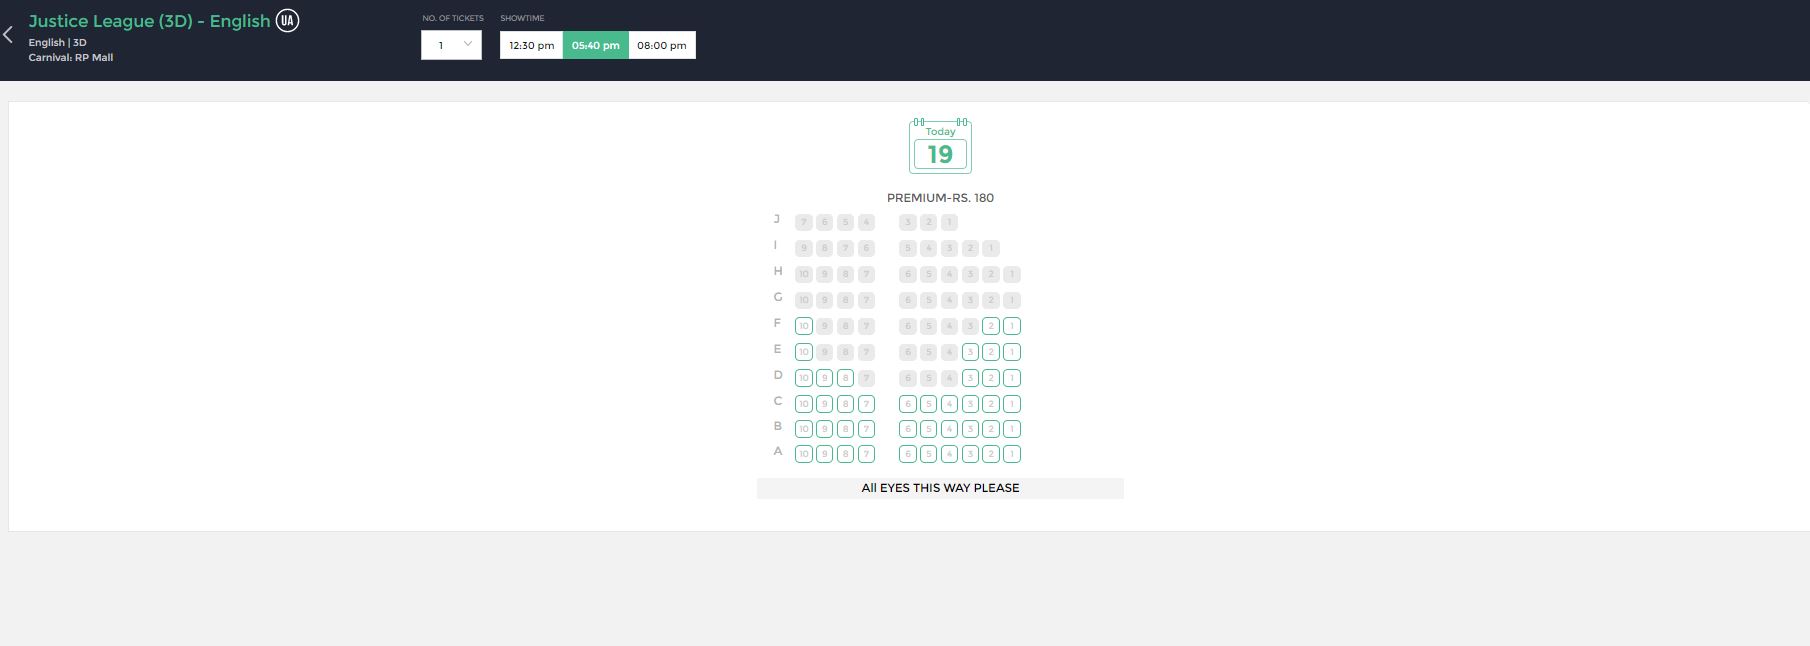 Justice League (3D) - English UA
English | 3D
Carnival: RP Mall
NO. OF TICKETS SHOWTIME
1 12:30 pm 05:40 pm 08:00 pm
Today
19
PREMIUM-RS. 180
J 7 6 5 4 3 2 1
I 9 8 7 6 5 4 3 2 1
H 10 9 8 7 6 5 4 3 2 1
G 10 9 8 7 6 5 4 3 2 1
F 10 9 8 7 6 5 4 3 2 1
E 10 9 8 7 6 5 4 3 2 1
D 10 9 8 7 6 5 4 3 2 1
C 10 9 8 7 6 5 4 3 2 1
B 10 9 8 7 6 5 4 3 2 1
A 10 9 8 7 6 5 4 3 2 1
All EYES THIS WAY PLEASE